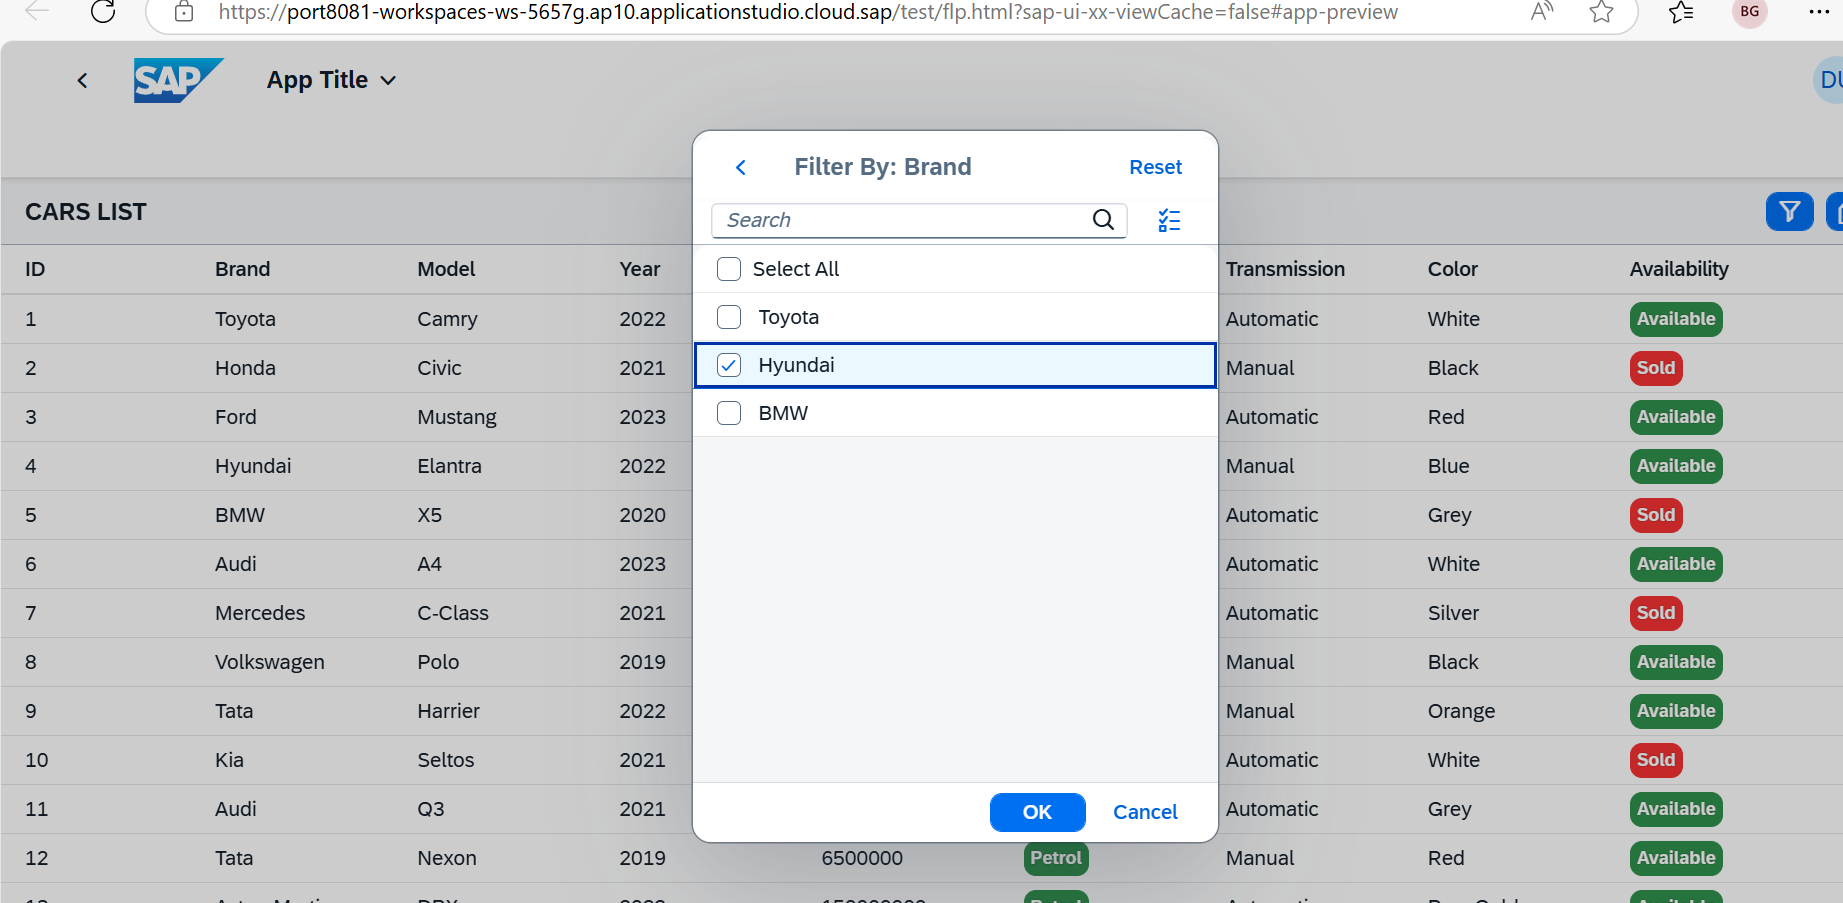 https://port8081-workspaces-ws-5657g.ap10.applicationstudio.cloud.sap/test/flp.html?sap-ui-xx-viewCache=false#app-preview
BG
SAP App Title
Filter By: Brand Reset
CARS LIST
Search
ID Brand Model Year Select All Transmission Color Availability
1 Toyota Camry 2022 Toyota Automatic White Available
2 Honda Civic 2021 Hyundai Manual Black Sold
3 Ford Mustang 2023 BMW Automatic Red Available
4 Hyundai Elantra 2022 Manual Blue Available
5 BMW X5 2020 Automatic Grey Sold
6 Audi A4 2023 Automatic White Available
7 Mercedes C-Class 2021 Automatic Silver Sold
8 Volkswagen Polo 2019 Manual Black Available
9 Tata Harrier 2022 Manual Orange Available
10 Kia Seltos 2021 Automatic White Sold
11 Audi Q3 2021 OK Cancel Automatic Grey Available
12 Tata Nexon 2019 6500000 Petrol Manual Red Available